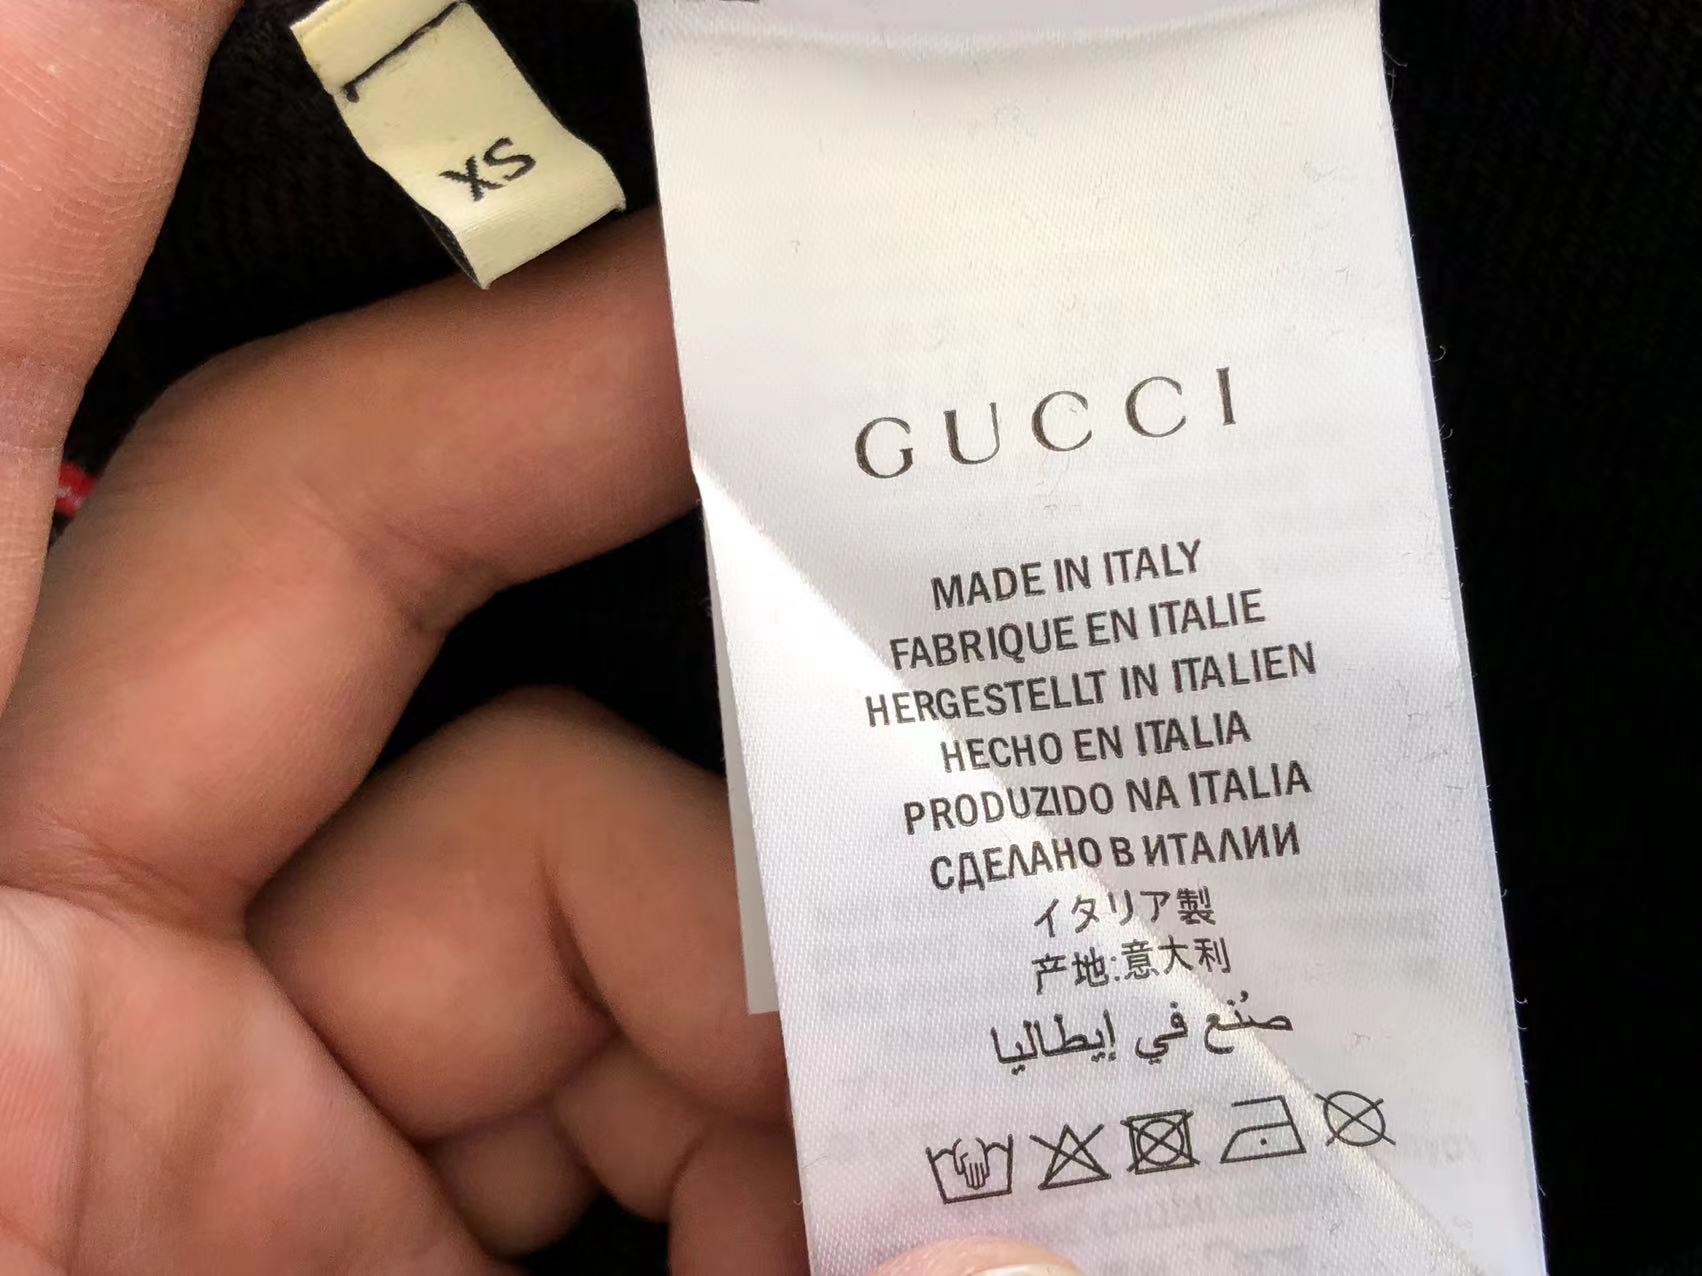 XS
GUCCI
MADE IN ITALY
FABRIQUE EN ITALIE
HERGESTELLT IN ITALIEN
HECHO EN ITALIA
PRODUZIDO NA ITALIA
СДЕЛАНО В ИТАЛИИ
イタリア製
产地:意大利
صُنع في إيطاليا